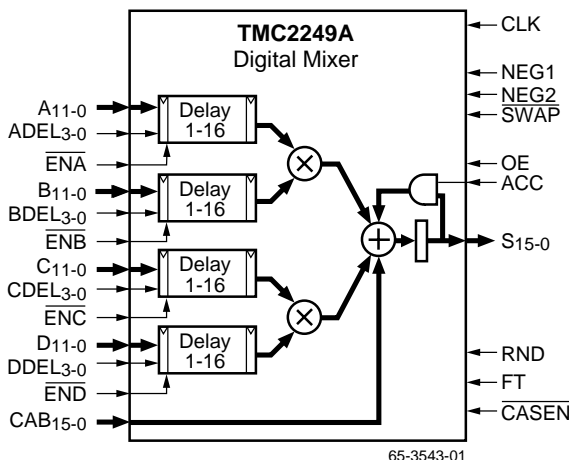 TMC2249A
Digital Mixer
CLK
NEG1
NEG2
SWAP
OE
ACC
S15-0
RND
FT
CASEN
A11-0
ADEL3-0
ENA
Delay
1-16
B11-0
BDEL3-0
ENB
Delay
1-16
C11-0
CDEL3-0
ENC
Delay
1-16
D11-0
DDEL3-0
END
Delay
1-16
CAB15-0
65-3543-01